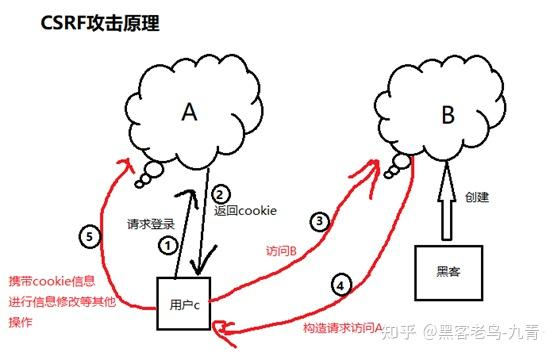 CSRF攻击原理
A
B
②
返回cookie
请求登录
①
③
访问B
创建
⑤
④
携带cookie信息
进行信息修改等其他
操作
用户c
黑客
构造请求访问A
知乎 @黑客老鸟-九青